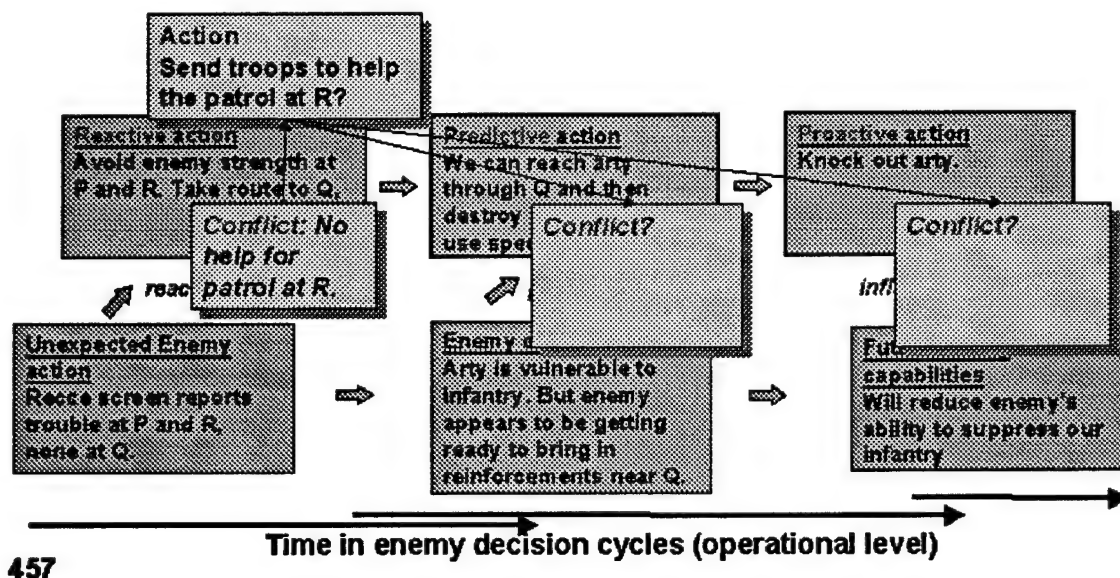 Action
Send troops to help
the patrol at R?
Reactive action
Avoid enemy strength at
P and R. Take route to Q.
Conflict: No
help for
patrol at R.
reac
Predictive action
We can reach arty
through Q and then
destroy
use spec
Conflict?
Proactive action
Knock out arty.
Conflict?
infl
Unexpected Enemy
action
Recce screen reports
trouble at P and R,
none at Q.
Enemy
Arty is vulnerable to
infantry. But enemy
appears to be getting
ready to bring in
reinforcements near Q.
Fut
capabilities
Will reduce enemy's
ability to suppress our
infantry
Time in enemy decision cycles (operational level)
457